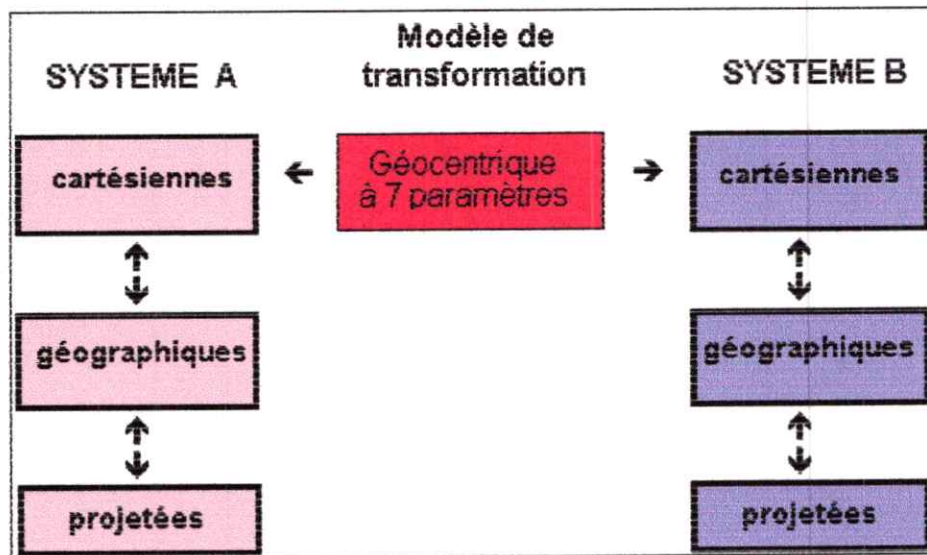 Modèle de
transformation
SYSTEME A
SYSTEME B
cartésiennes
Géocentrique
à 7 paramètres
cartésiennes
géographiques
géographiques
projetées
projetées